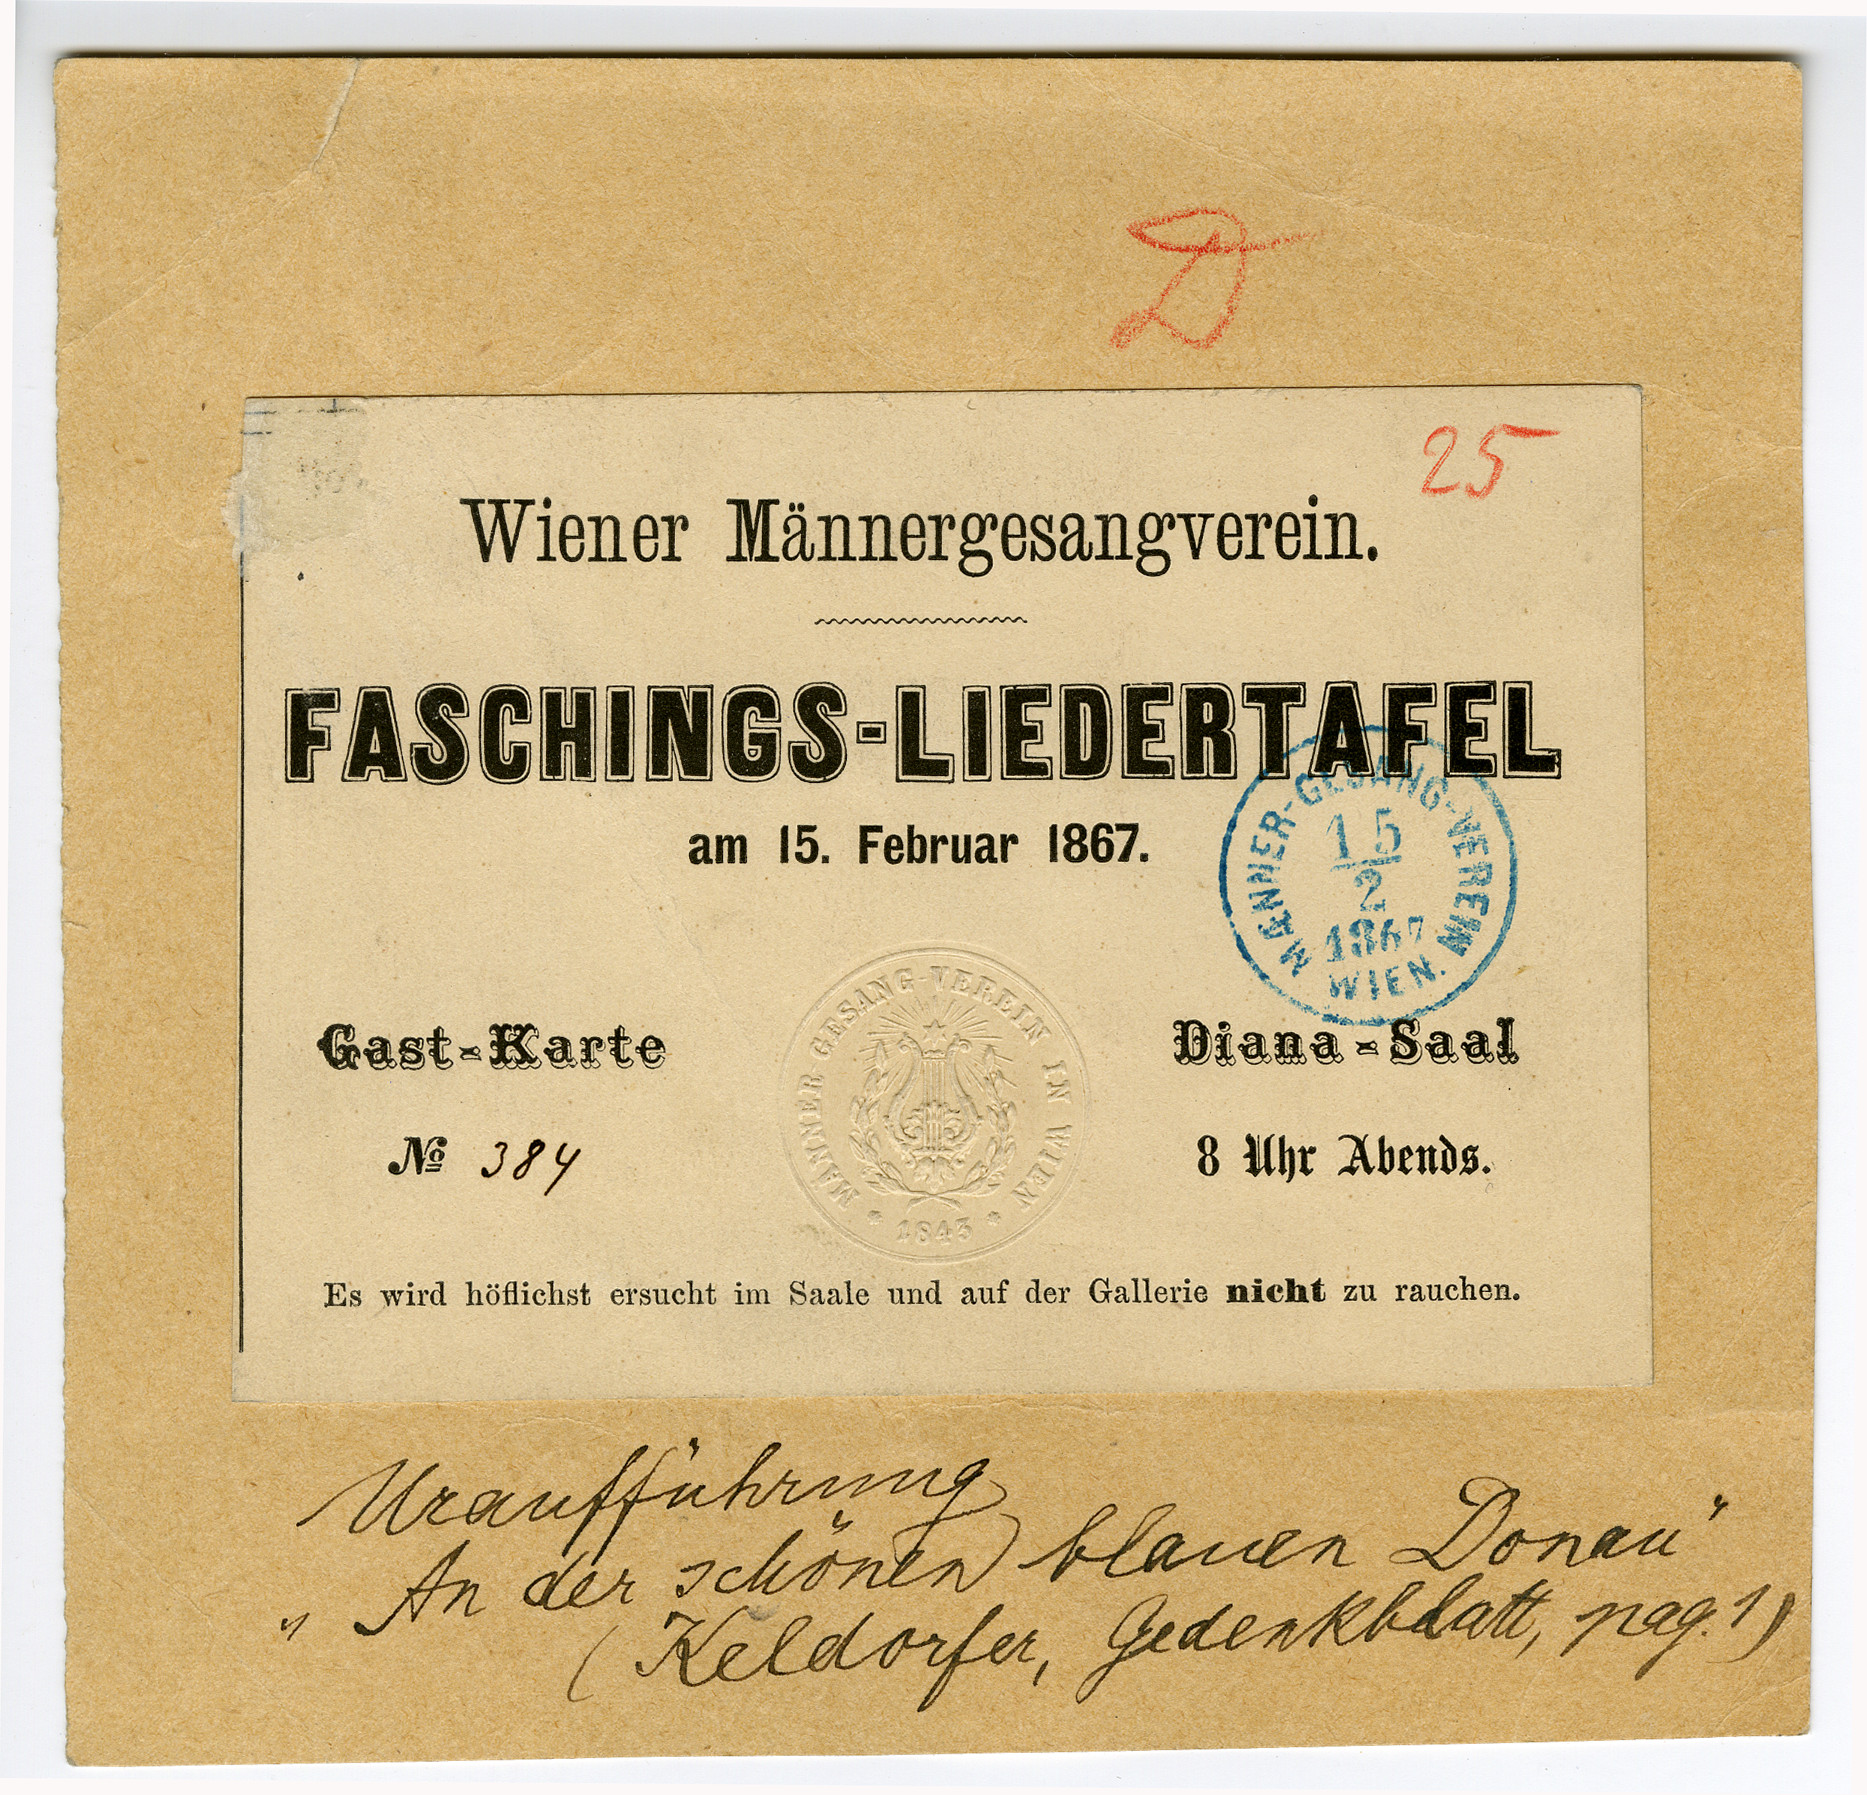 D
25
Wiener Männergesangverein.
FASCHINGS-LIEDERTAFEL
am 15. Februar 1867.
MÆNNER-GESANG-VEREIN
15
2
1867
WIEN.
Gast-Karte
Diana-Saal
MÄNNER GESANG-VEREIN IN WIEN
* 1843 *
№ 384
8 Uhr Abends.
Es wird höflichst ersucht im Saale und auf der Gallerie nicht zu rauchen.
Uraufführung
„An der schönen blauen Donau"
(Keldorfer, Gedenkblatt, pag. 1)